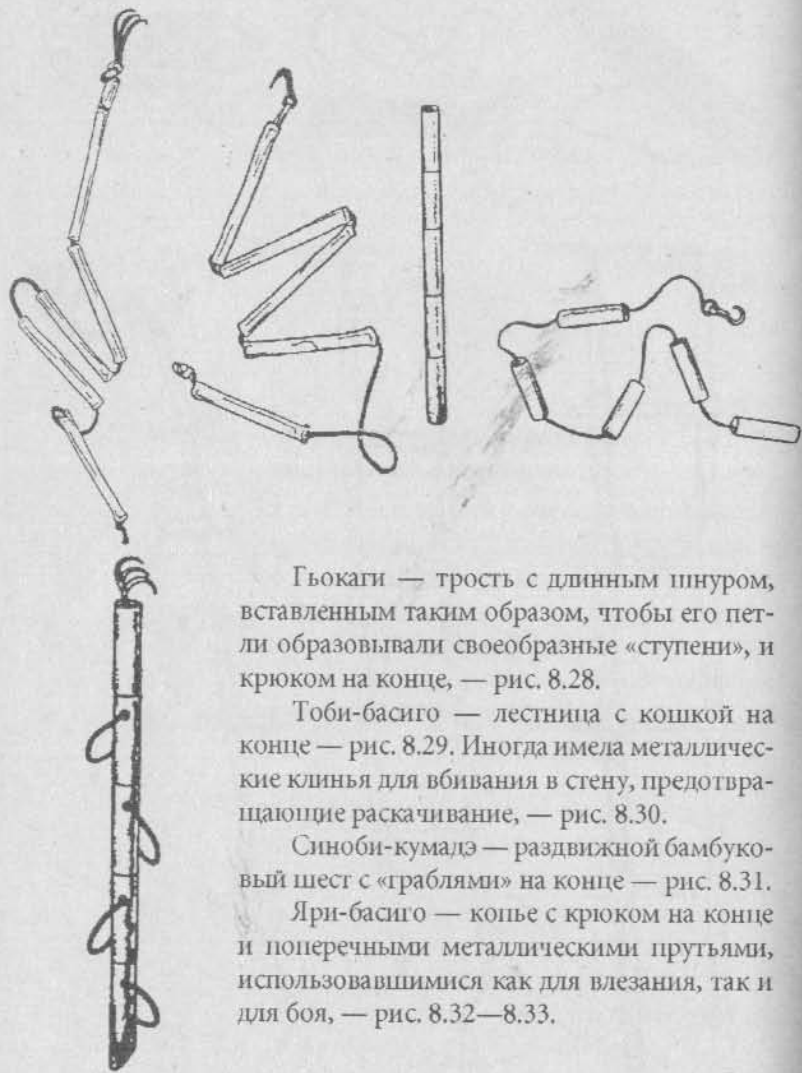 Гьокаги — трость с длинным шнуром,
вставленным таким образом, чтобы его пет-
ли образовывали своеобразные «ступени», и
крюком на конце, — рис. 8.28.
Тоби-басиго — лестница с кошкой на
конце — рис. 8.29. Иногда имела металличес-
кие клинья для вбивания в стену, предотвра-
щающие раскачивание, — рис. 8.30.
Синоби-кумадэ — раздвижной бамбуко-
вый шест с «граблями» на конце — рис. 8.31.
Яри-басиго — копье с крюком на конце
и поперечными металлическими прутьями,
использовавшимися как для влезания, так и
для боя, — рис. 8.32—8.33.